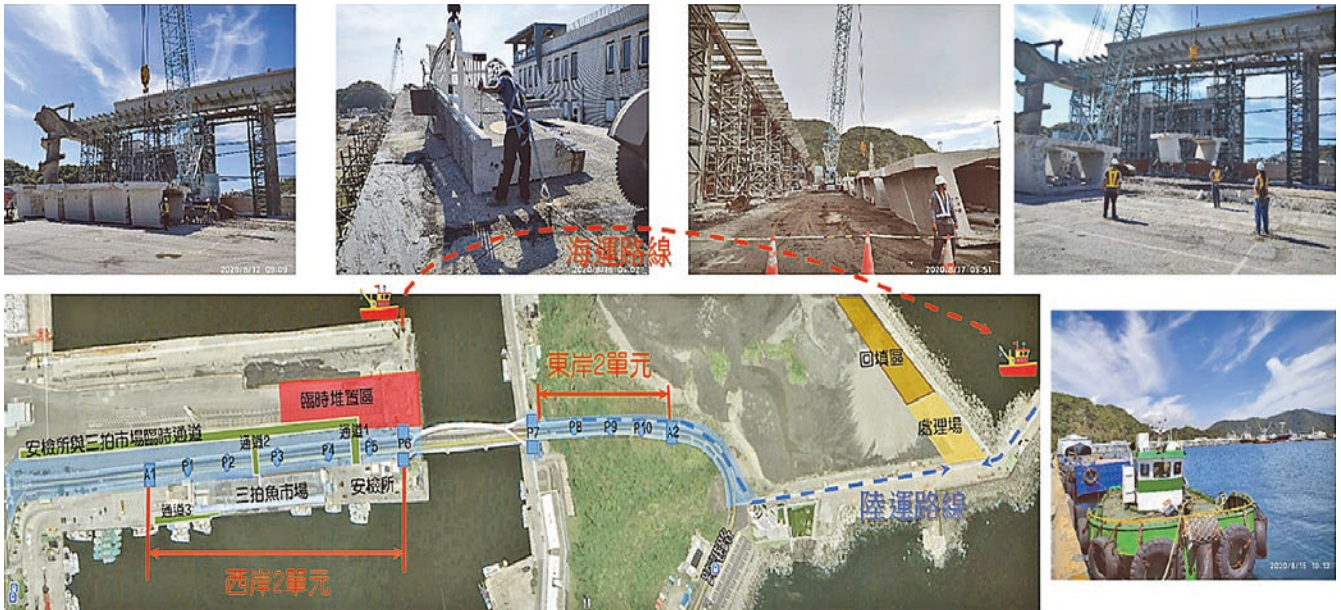 2020/8/12 09:09
2020/8/17 09:51
海運路線
東岸2單元
回填區
臨時堆置區
處理場
安檢所與三拍市場臨時通道
通道2
通道1
A1
P1
P2
P3
P4
P5
P6
P7
P8
P9
P10
A2
三拍魚市場
安檢所
通道3
陸運路線
西岸2單元
2020/8/15 10:13